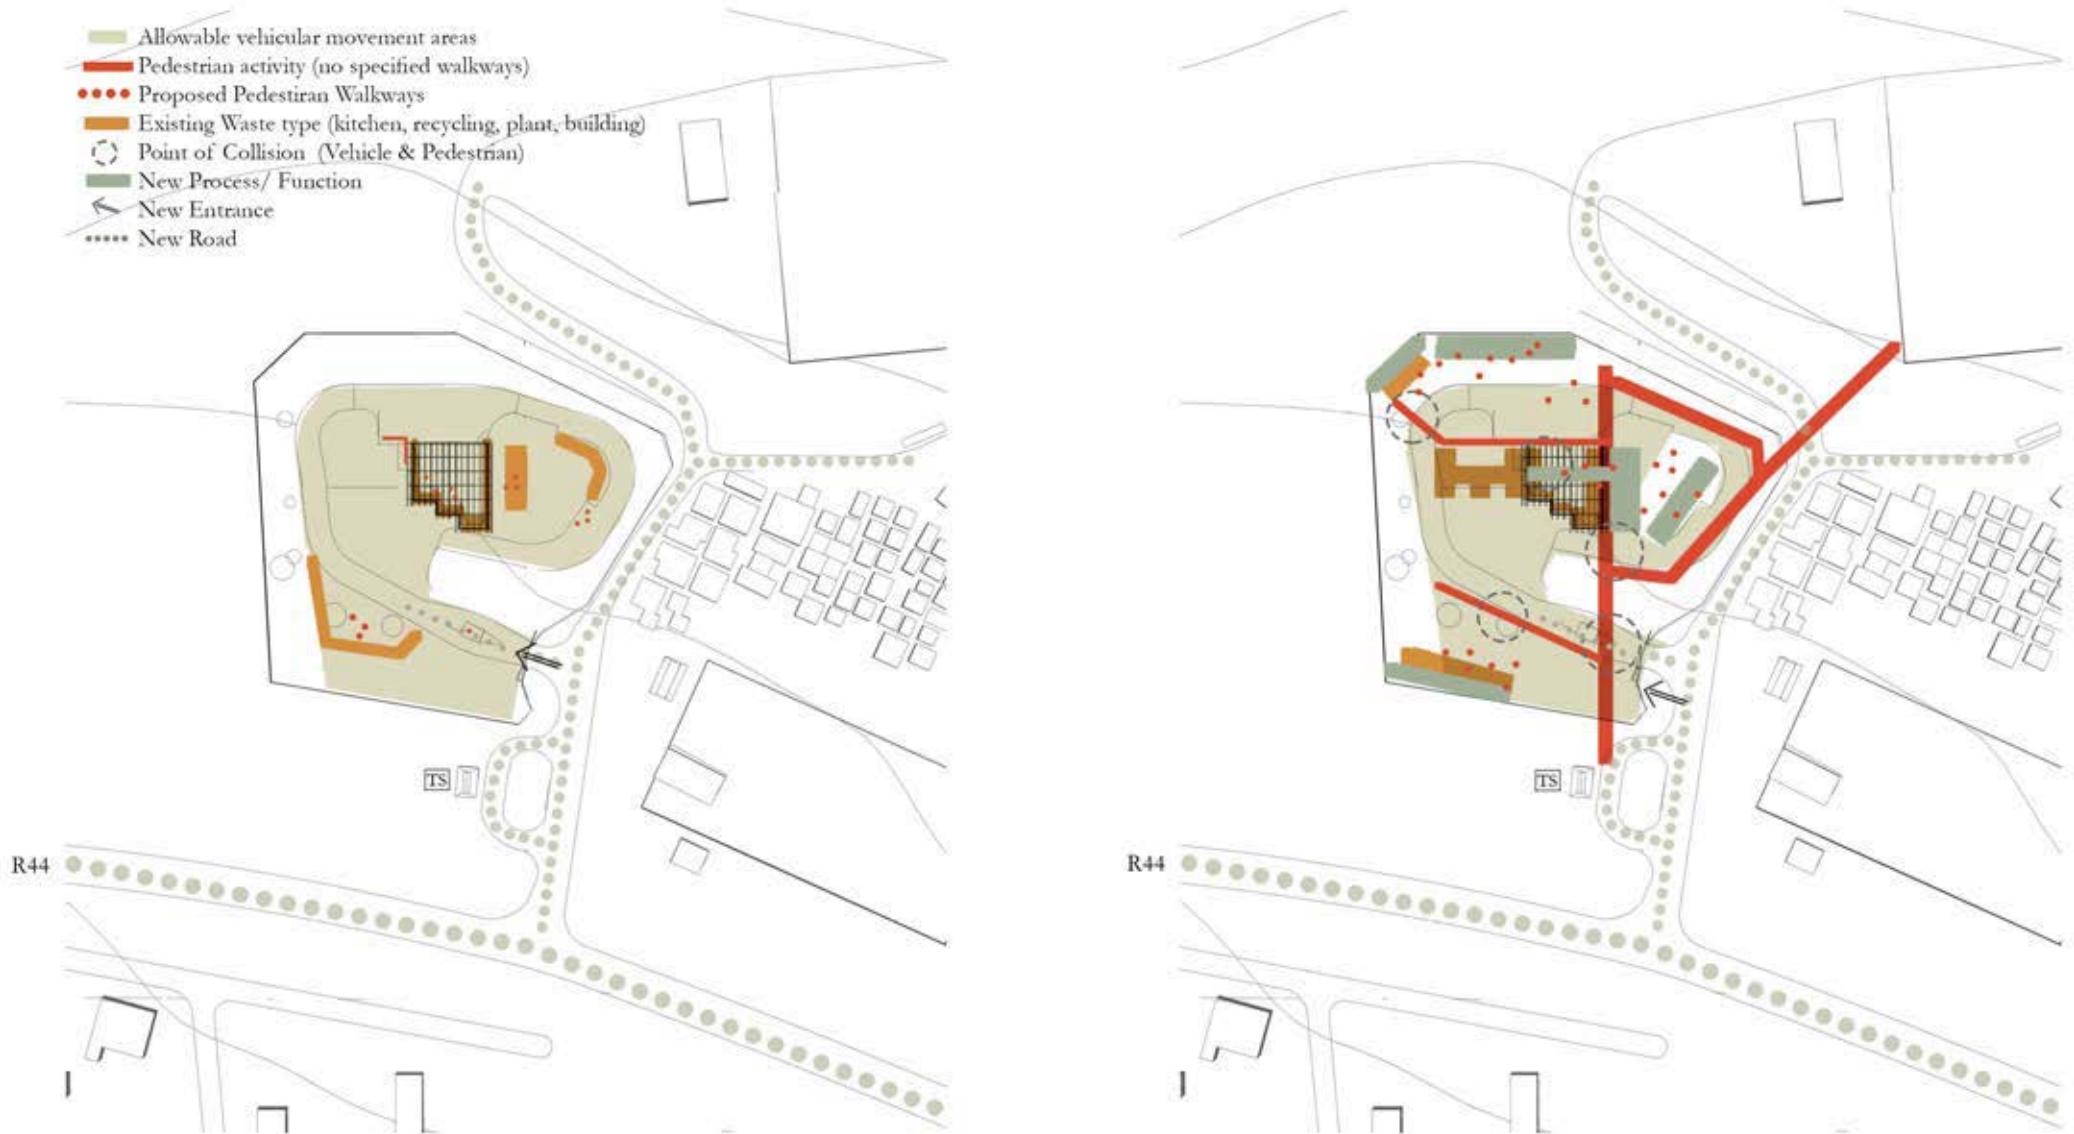 Allowable vehicular movement areas
Pedestrian activity (no specified walkways)
Proposed Pedestiran Walkways
Existing Waste type (kitchen, recycling, plant, building)
Point of Collision (Vehicle & Pedestrian)
New Process/ Function
New Entrance
New Road
TS
TS
R44
R44